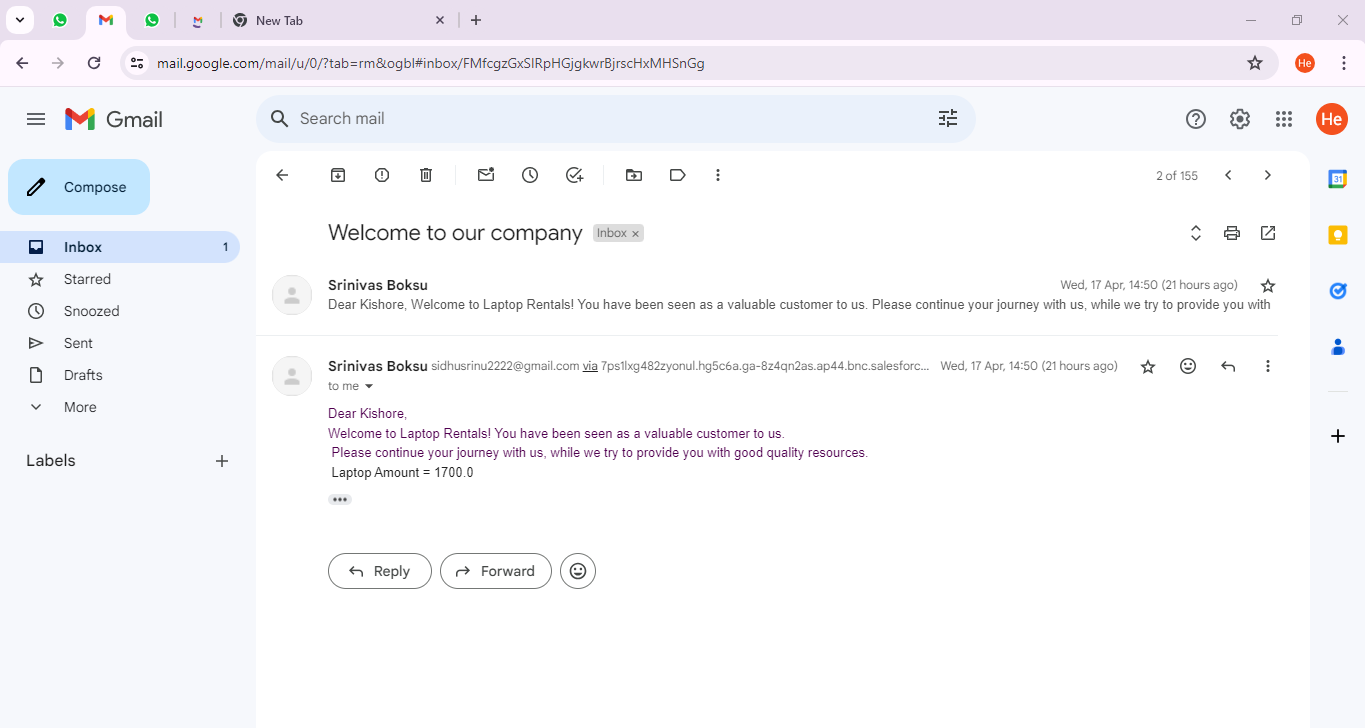 New Tab
mail.google.com/mail/u/0/?tab=rm&ogbl#inbox/FMfcgzGxSlRpHGjgkwrBjrscHxMHSnGg
He
Gmail
Search mail
He
Compose
2 of 155
31
Welcome to our company
Inbox ×
Inbox
1
Starred
Snoozed
Sent
Drafts
More
Labels
Srinivas Boksu
Wed, 17 Apr, 14:50 (21 hours ago)
Dear Kishore, Welcome to Laptop Rentals! You have been seen as a valuable customer to us. Please continue your journey with us, while we try to provide you with
Srinivas Boksu sidhusrinu2222@gmail.com via 7ps1lxg482zyonul.hg5c6a.ga-8z4qn2as.ap44.bnc.salesforc... Wed, 17 Apr, 14:50 (21 hours ago)
to me
Dear Kishore,
Welcome to Laptop Rentals! You have been seen as a valuable customer to us.
Please continue your journey with us, while we try to provide you with good quality resources.
Laptop Amount = 1700.0
Reply
Forward